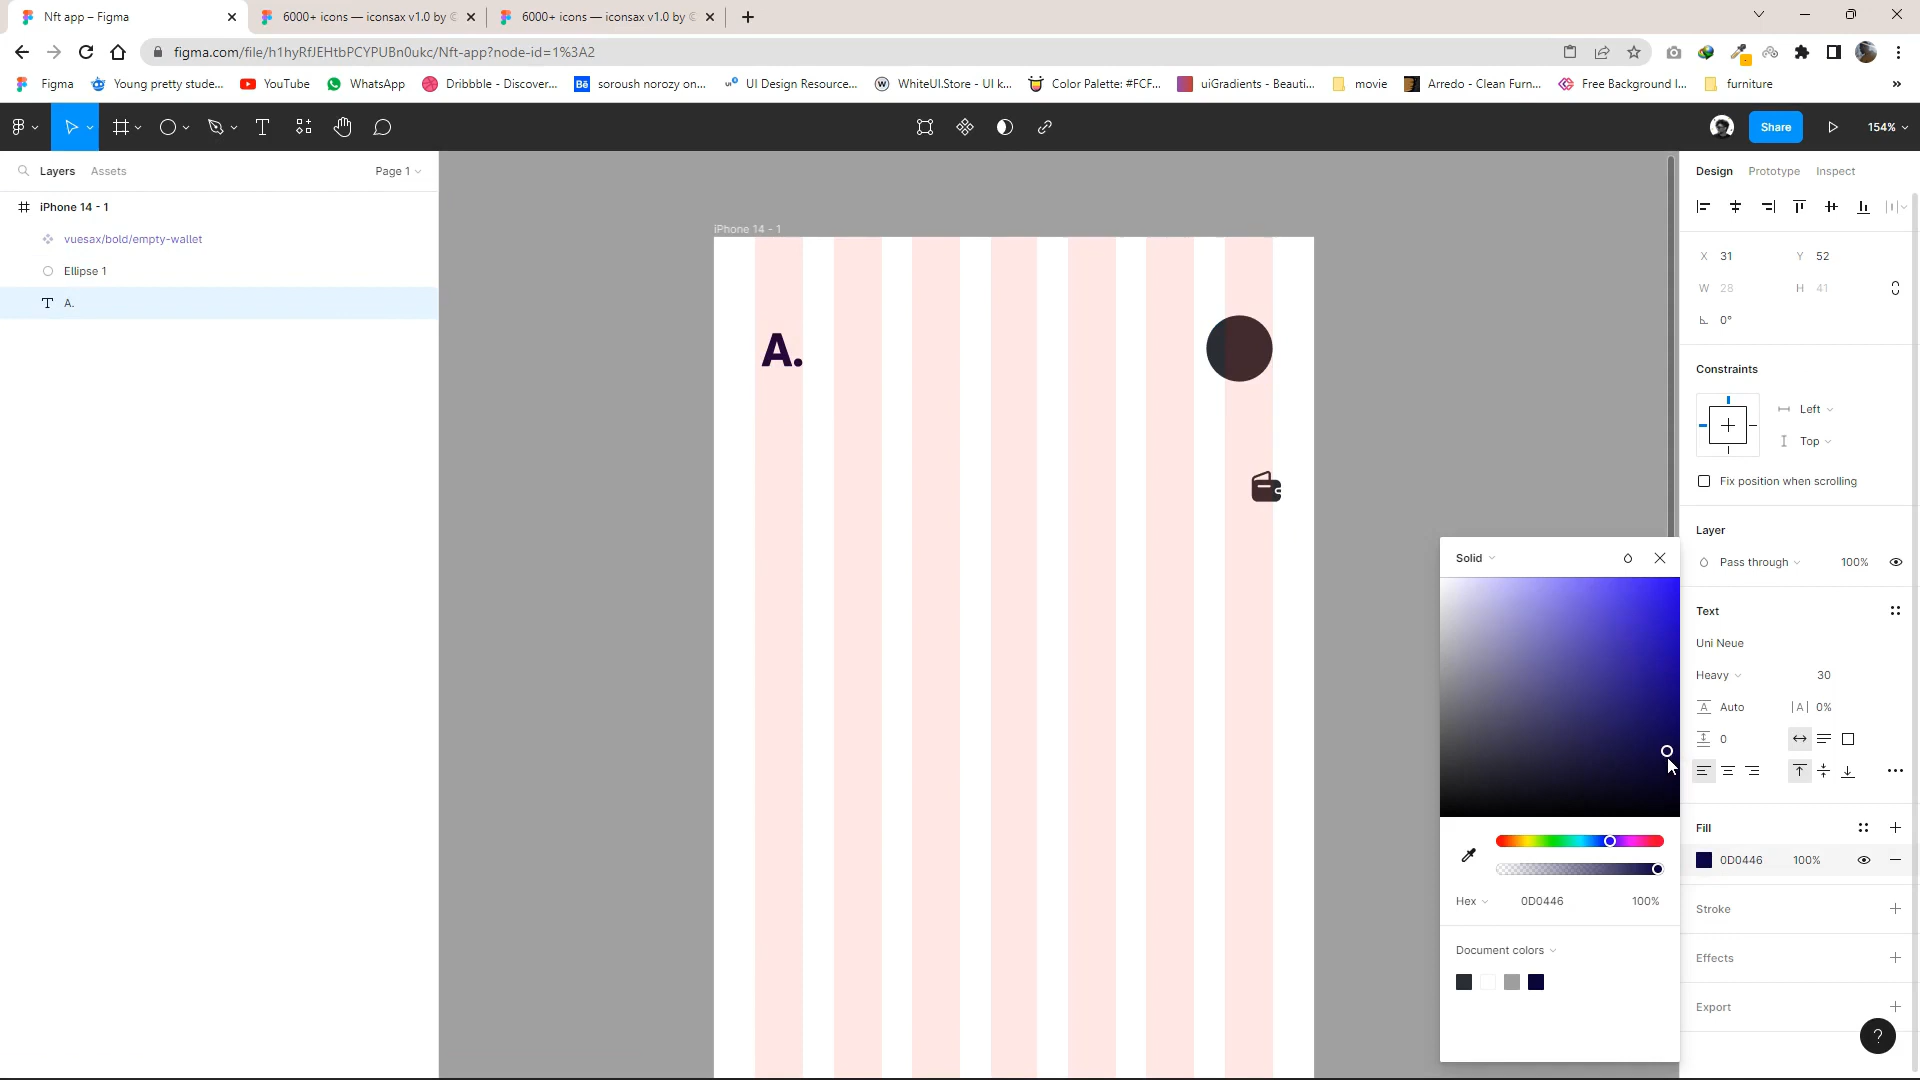 Nft app – Figma
6000+ icons — iconsax v1.0 by
6000+ icons — iconsax v1.0 by
figma.com/file/h1hyRfJEHtbPCYPUBn0ukc/Nft-app?node-id=1%3A2
Figma
Young pretty stude...
YouTube
WhatsApp
Dribbble - Discover...
Bē
soroush norozy on...
UI Design Resource...
WhiteUI.Store - UI k...
Color Palette: #FCF...
uiGradients - Beauti...
movie
Arredo - Clean Furn...
Free Background I...
furniture
»
Share
154%
Layers
Assets
Page 1
Design
Prototype
Inspect
iPhone 14 - 1
vuesax/bold/empty-wallet
Ellipse 1
T A.
iPhone 14 - 1
A.
X 31
Y 52
W 28
H 41
0°
Constraints
Left
Top
Fix position when scrolling
Layer
Pass through
100%
Text
Uni Neue
Heavy
30
A Auto
|A| 0%
0
Fill
0D0446
100%
Stroke
Effects
Export
?
Solid
Hex
0D0446
100%
Document colors